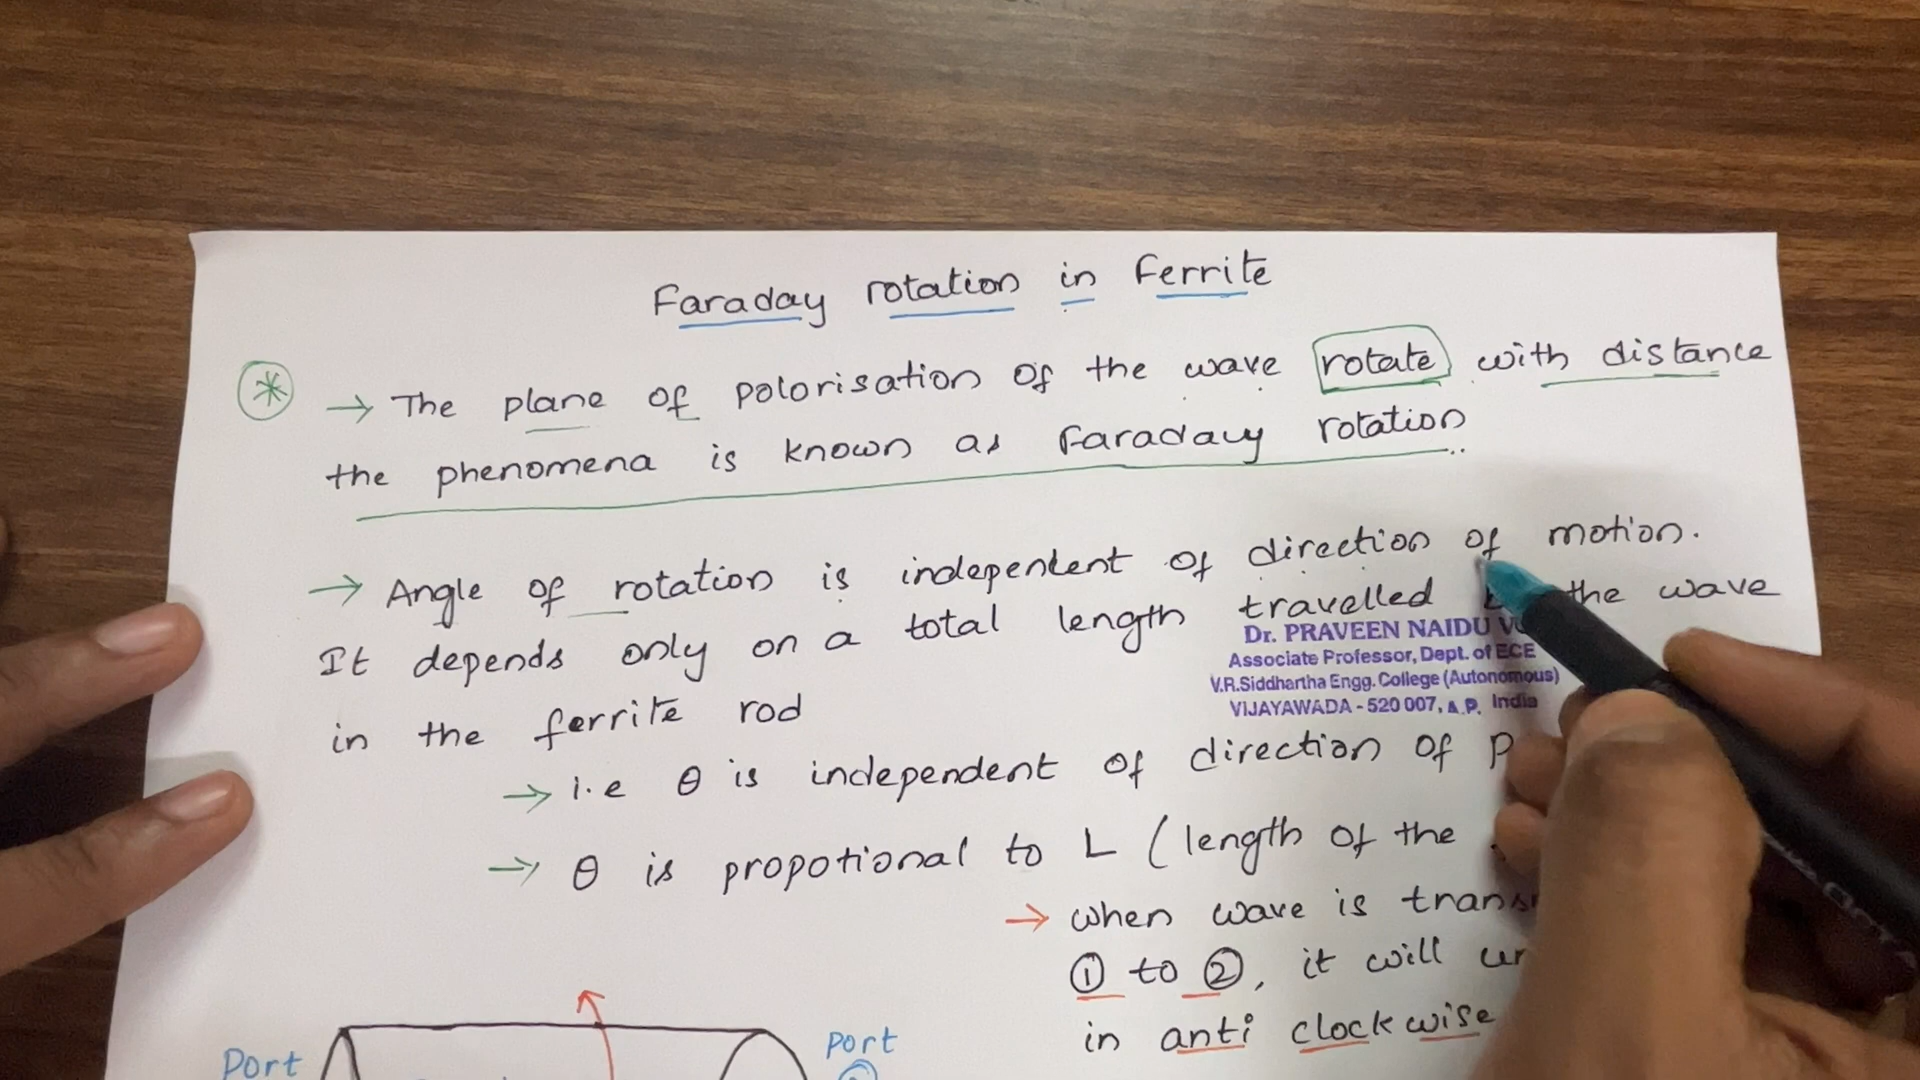 Faraday rotation in Ferrite
* → The plane of polorisation of the wave rotate with distance
the phenomena is known as Faraday rotation
→ Angle of rotation is independent of direction of motion.
It depends only on a total length travelled the wave
Dr. PRAVEEN NAIDU
Associate Professor, Dept. of ECE
V.R.Siddhartha Engg. College (Autonomous)
VIJAYAWADA - 520 007, A.P. India
in the ferrite rod
→ i.e θ is independent of direction of
→ θ is propotional to L (length of the
→ when wave is
① to ②, it will
in anti clockwise
Port
Port